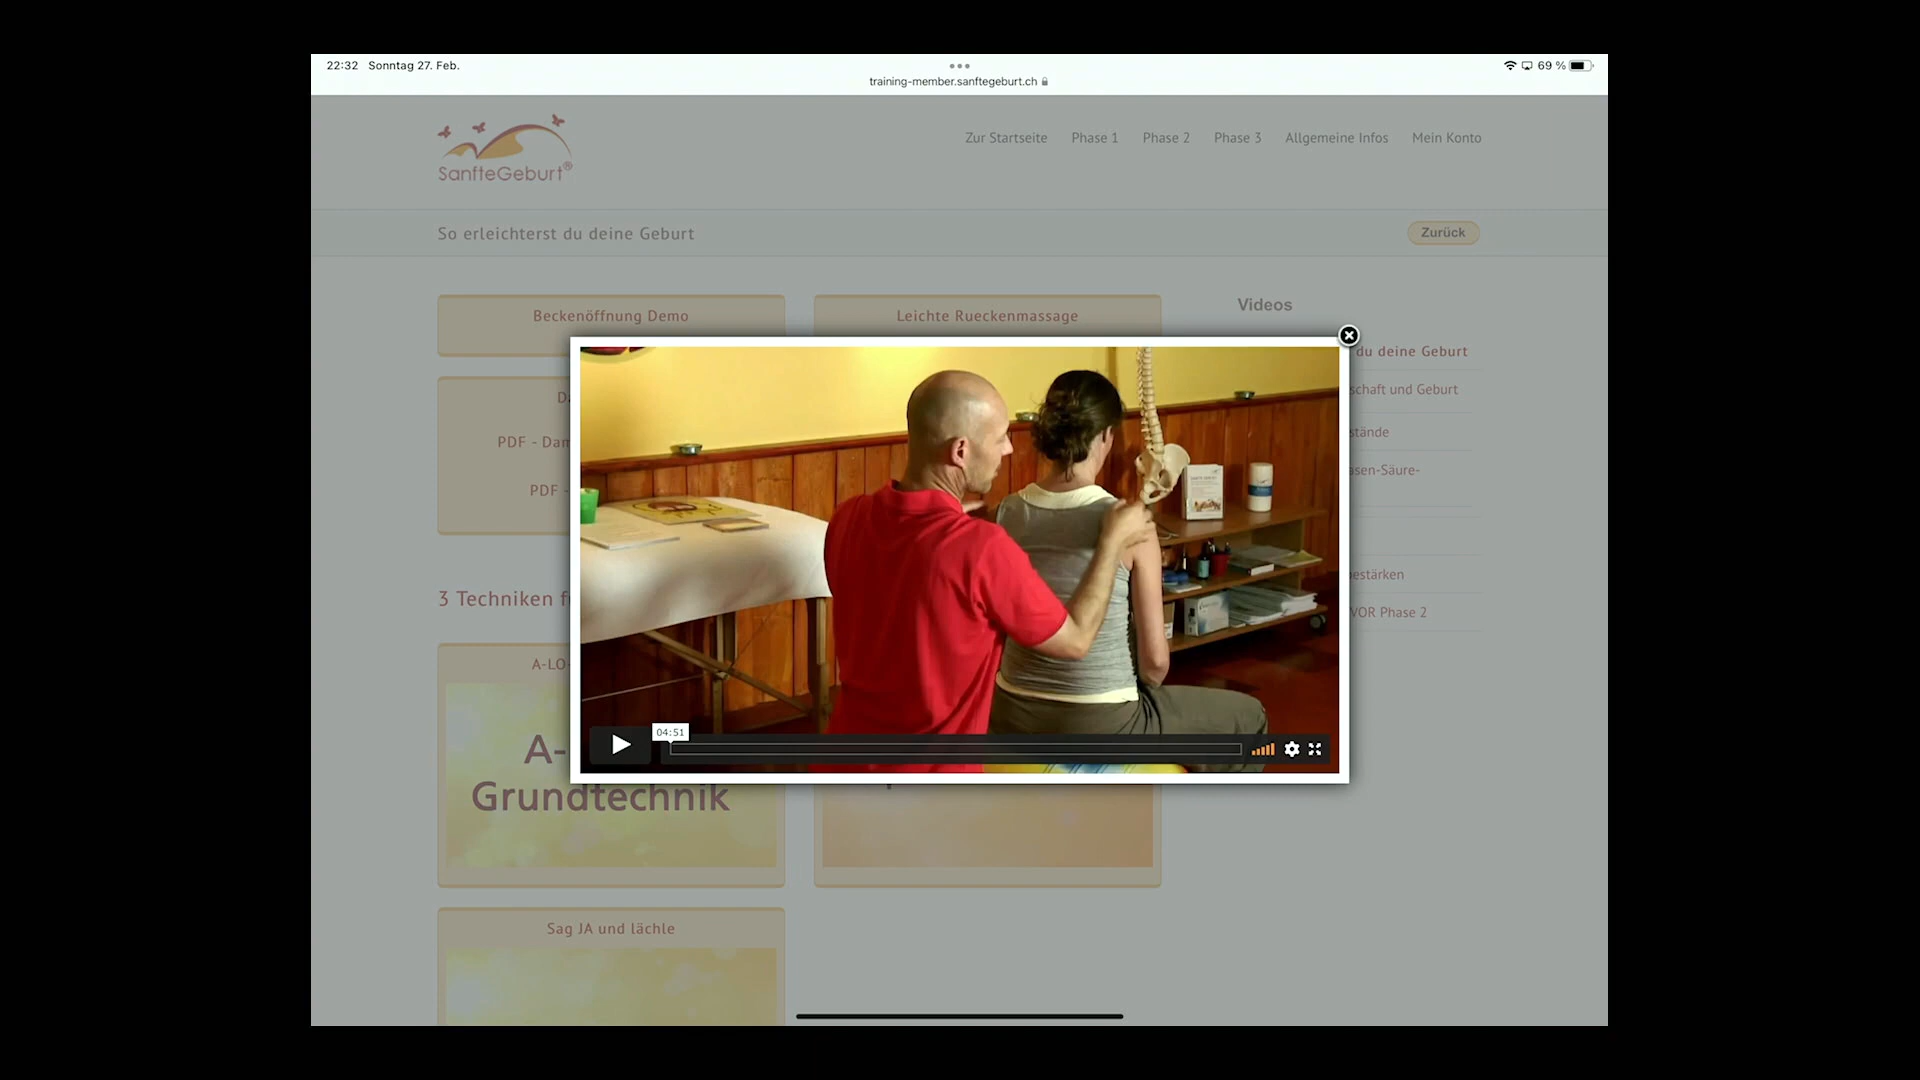 22:32 Sonntag 27. Feb.
69 %
training-member.sanftegeburt.ch
SanfteGeburt®
Zur Startseite Phase 1 Phase 2 Phase 3 Allgemeine Infos Mein Konto
So erleichterst du deine Geburt
Zurück
Beckenöffnung Demo
Leichte Rueckenmassage
Videos
du deine Geburt
schaft und Geburt
stände
asen-Säure-
estärken
VOR Phase 2
Da
PDF - Dam
PDF -
04:51
3 Techniken f
A-LO-
A-
Grundtechnik
Sag JA und lächle